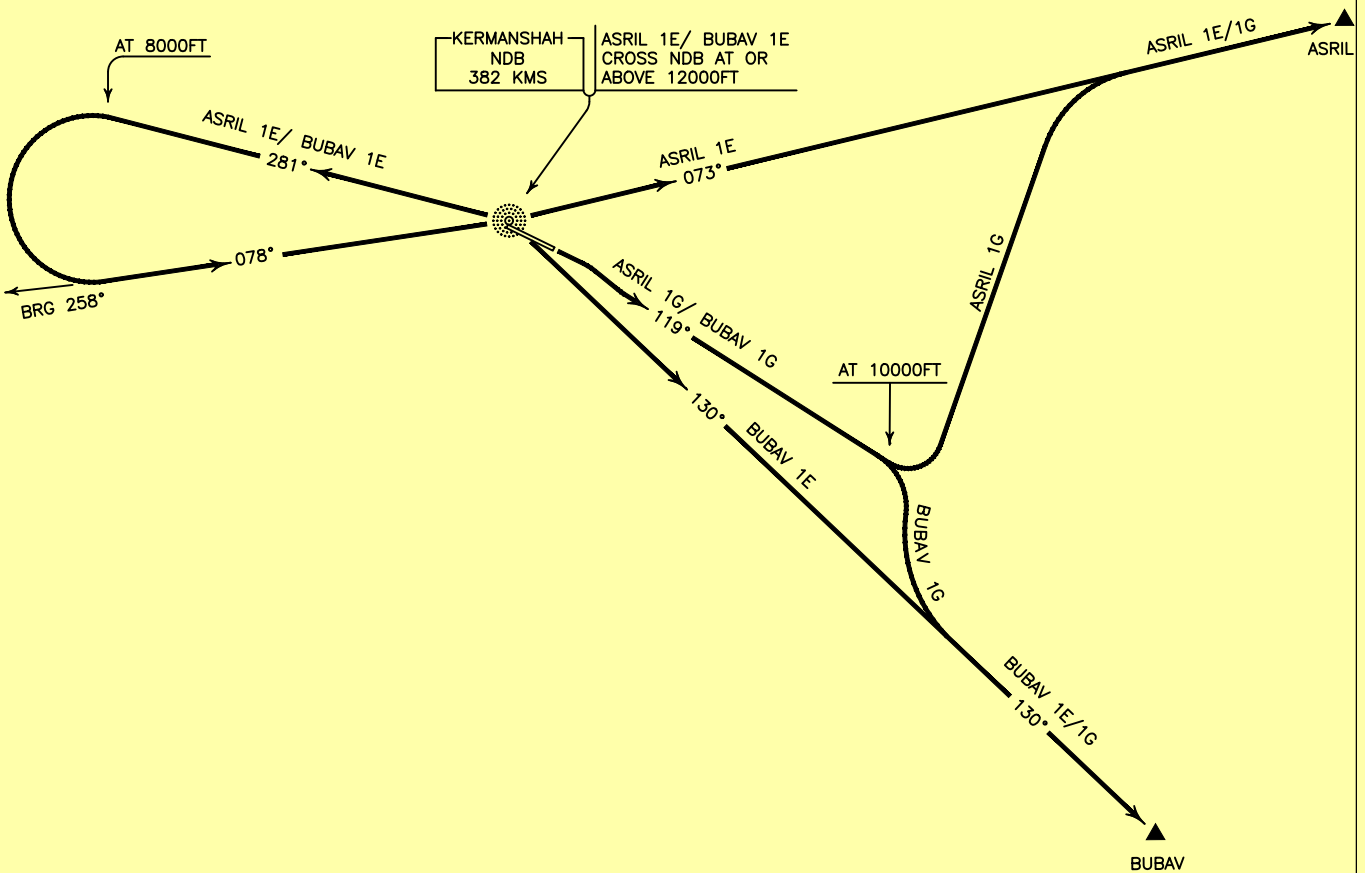 AT 8000FT
KERMANSHAH
NDB
382 KMS
ASRIL 1E/ BUBAV 1E
CROSS NDB AT OR
ABOVE 12000FT
ASRIL 1E/1G
ASRIL
ASRIL 1E/ BUBAV 1E
281°
ASRIL 1E
073°
078°
BRG 258°
ASRIL 1G/ BUBAV 1G
119°
ASRIL 1G
AT 10000FT
130°
BUBAV 1E
BUBAV 1G
BUBAV 1E/1G
130°
BUBAV